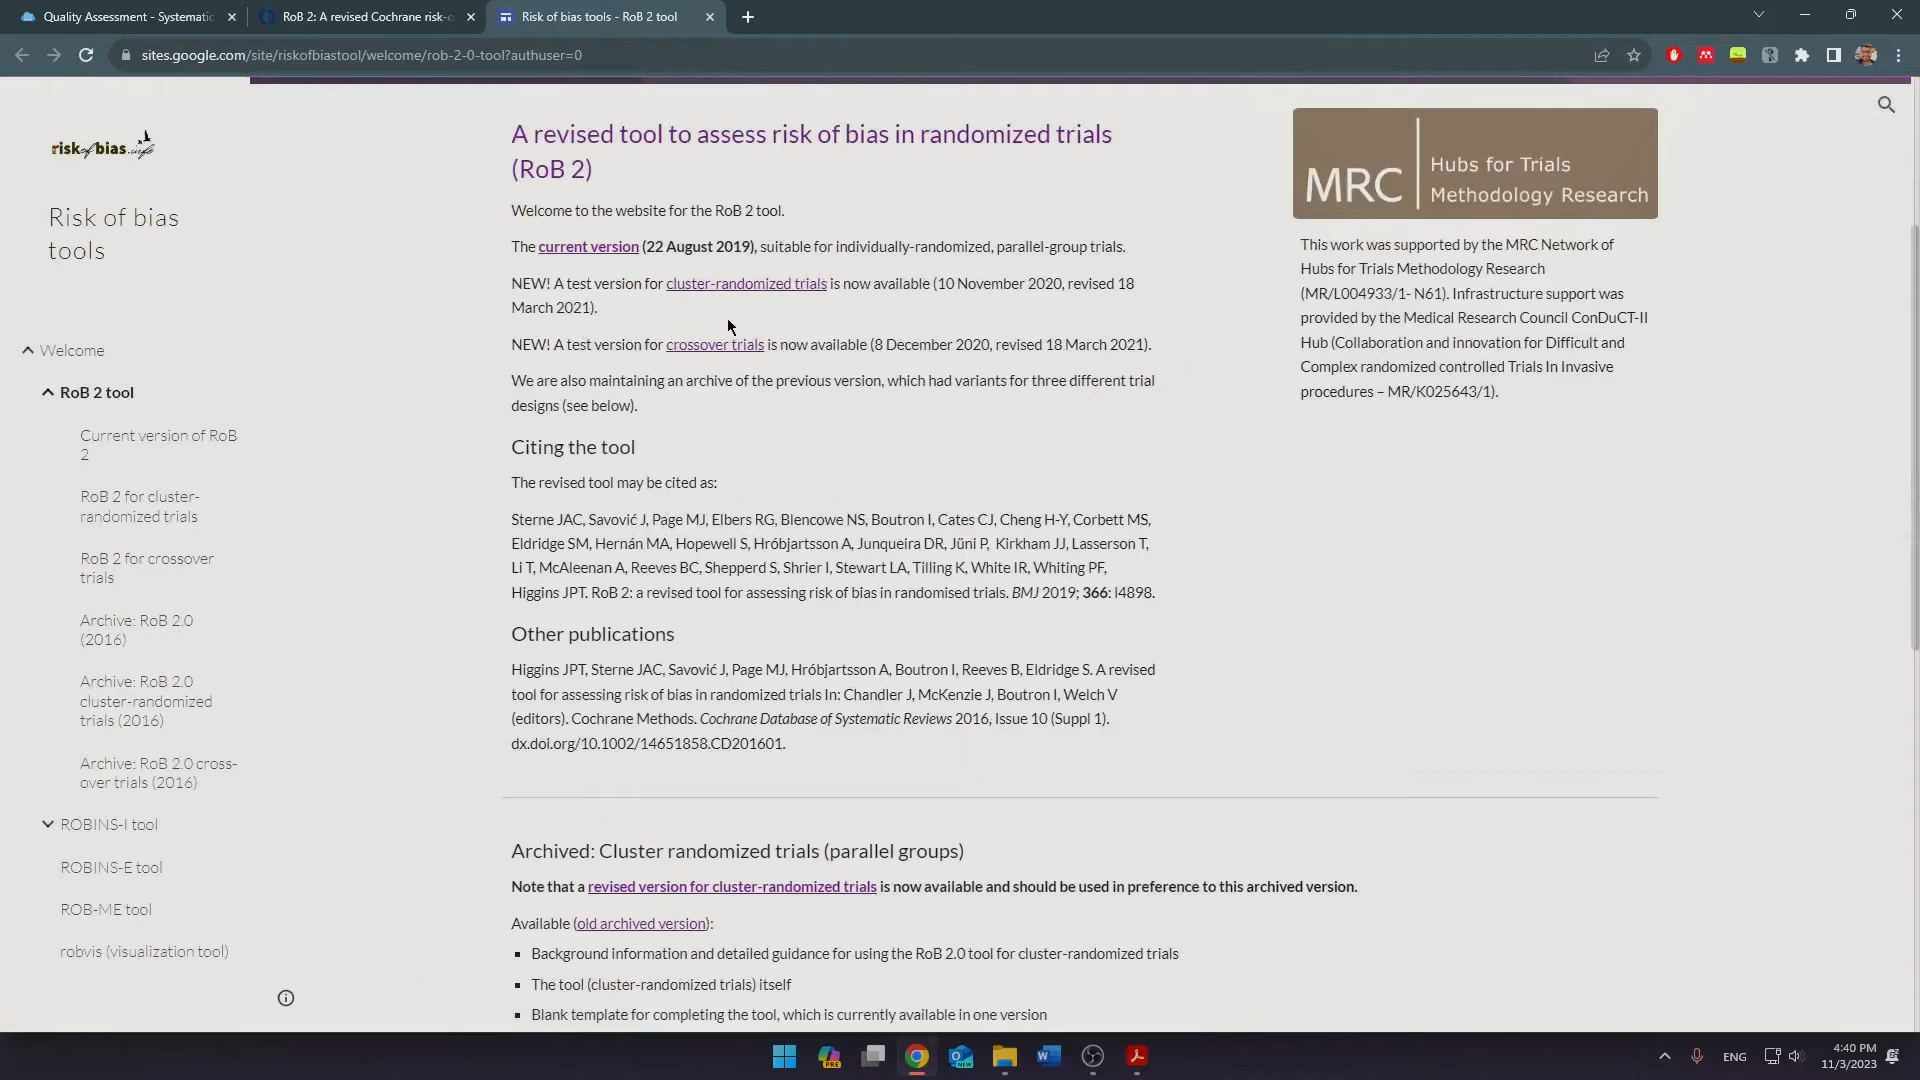 Quality Assessment - Systematic
RoB 2: A revised Cochrane risk-o
Risk of bias tools - RoB 2 tool
sites.google.com/site/riskofbiastool/welcome/rob-2-0-tool?authuser=0
riskofbias.info
Risk of bias
tools
Welcome
RoB 2 tool
Current version of RoB
2
RoB 2 for cluster-
randomized trials
RoB 2 for crossover
trials
Archive: RoB 2.0
(2016)
Archive: RoB 2.0
cluster-randomized
trials (2016)
Archive: RoB 2.0 cross-
over trials (2016)
ROBINS-I tool
ROBINS-E tool
ROB-ME tool
robvis (visualization tool)
A revised tool to assess risk of bias in randomized trials
(RoB 2)
Welcome to the website for the RoB 2 tool.
The current version (22 August 2019), suitable for individually-randomized, parallel-group trials.
NEW! A test version for cluster-randomized trials is now available (10 November 2020, revised 18
March 2021).
NEW! A test version for crossover trials is now available (8 December 2020, revised 18 March 2021).
We are also maintaining an archive of the previous version, which had variants for three different trial
designs (see below).
Citing the tool
The revised tool may be cited as:
Sterne JAC, Savović J, Page MJ, Elbers RG, Blencowe NS, Boutron I, Cates CJ, Cheng H-Y, Corbett MS,
Eldridge SM, Hernán MA, Hopewell S, Hróbjartsson A, Junqueira DR, Jüni P, Kirkham JJ, Lasserson T,
Li T, McAleenan A, Reeves BC, Shepperd S, Shrier I, Stewart LA, Tilling K, White IR, Whiting PF,
Higgins JPT. RoB 2: a revised tool for assessing risk of bias in randomised trials. BMJ 2019; 366: l4898.
Other publications
Higgins JPT, Sterne JAC, Savović J, Page MJ, Hróbjartsson A, Boutron I, Reeves B, Eldridge S. A revised
tool for assessing risk of bias in randomized trials In: Chandler J, McKenzie J, Boutron I, Welch V
(editors). Cochrane Methods. Cochrane Database of Systematic Reviews 2016, Issue 10 (Suppl 1).
dx.doi.org/10.1002/14651858.CD201601.
MRC
Hubs for Trials
Methodology Research
This work was supported by the MRC Network of
Hubs for Trials Methodology Research
(MR/L004933/1- N61). Infrastructure support was
provided by the Medical Research Council ConDuCT-II
Hub (Collaboration and innovation for Difficult and
Complex randomized controlled Trials In Invasive
procedures – MR/K025643/1).
Archived: Cluster randomized trials (parallel groups)
Note that a revised version for cluster-randomized trials is now available and should be used in preference to this archived version.
Available (old archived version):
Background information and detailed guidance for using the RoB 2.0 tool for cluster-randomized trials
The tool (cluster-randomized trials) itself
Blank template for completing the tool, which is currently available in one version
PRE
NEW
ENG
4:40 PM
11/3/2023